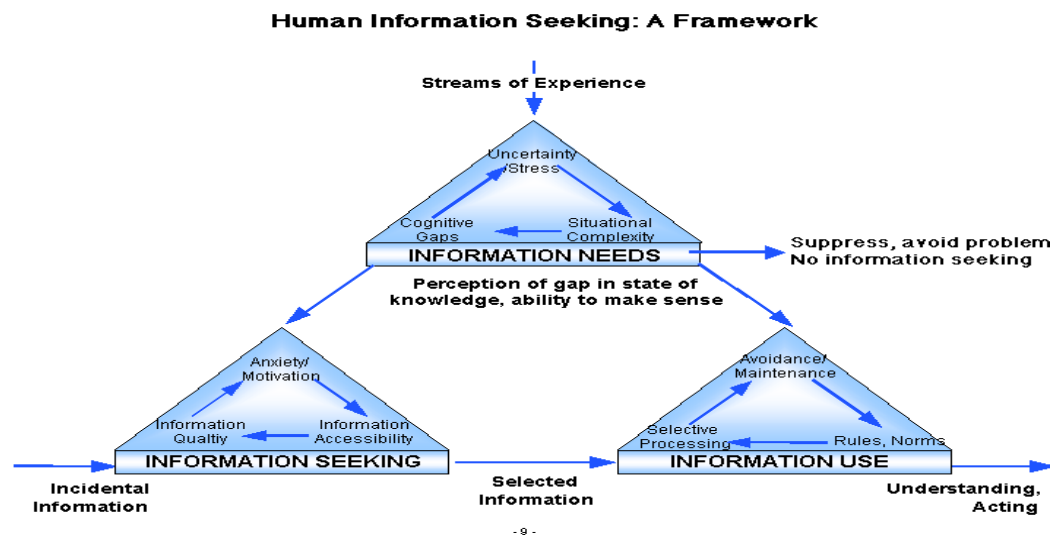 Human Information Seeking: A Framework
Streams of Experience
Uncertainty/
/Stress
Cognitive
Gaps
Situational
Complexity
INFORMATION NEEDS
Suppress, avoid problem
No information seeking
Perception of gap in state of
knowledge, ability to make sense
Anxiety/
Motivation
Information
Qualtiy
Information
Accessibility
INFORMATION SEEKING
Avoidance/
Maintenance
Selective
Processing
Rules, Norms
INFORMATION USE
Incidental
Information
Selected
Information
Understanding,
Acting
- 9 -